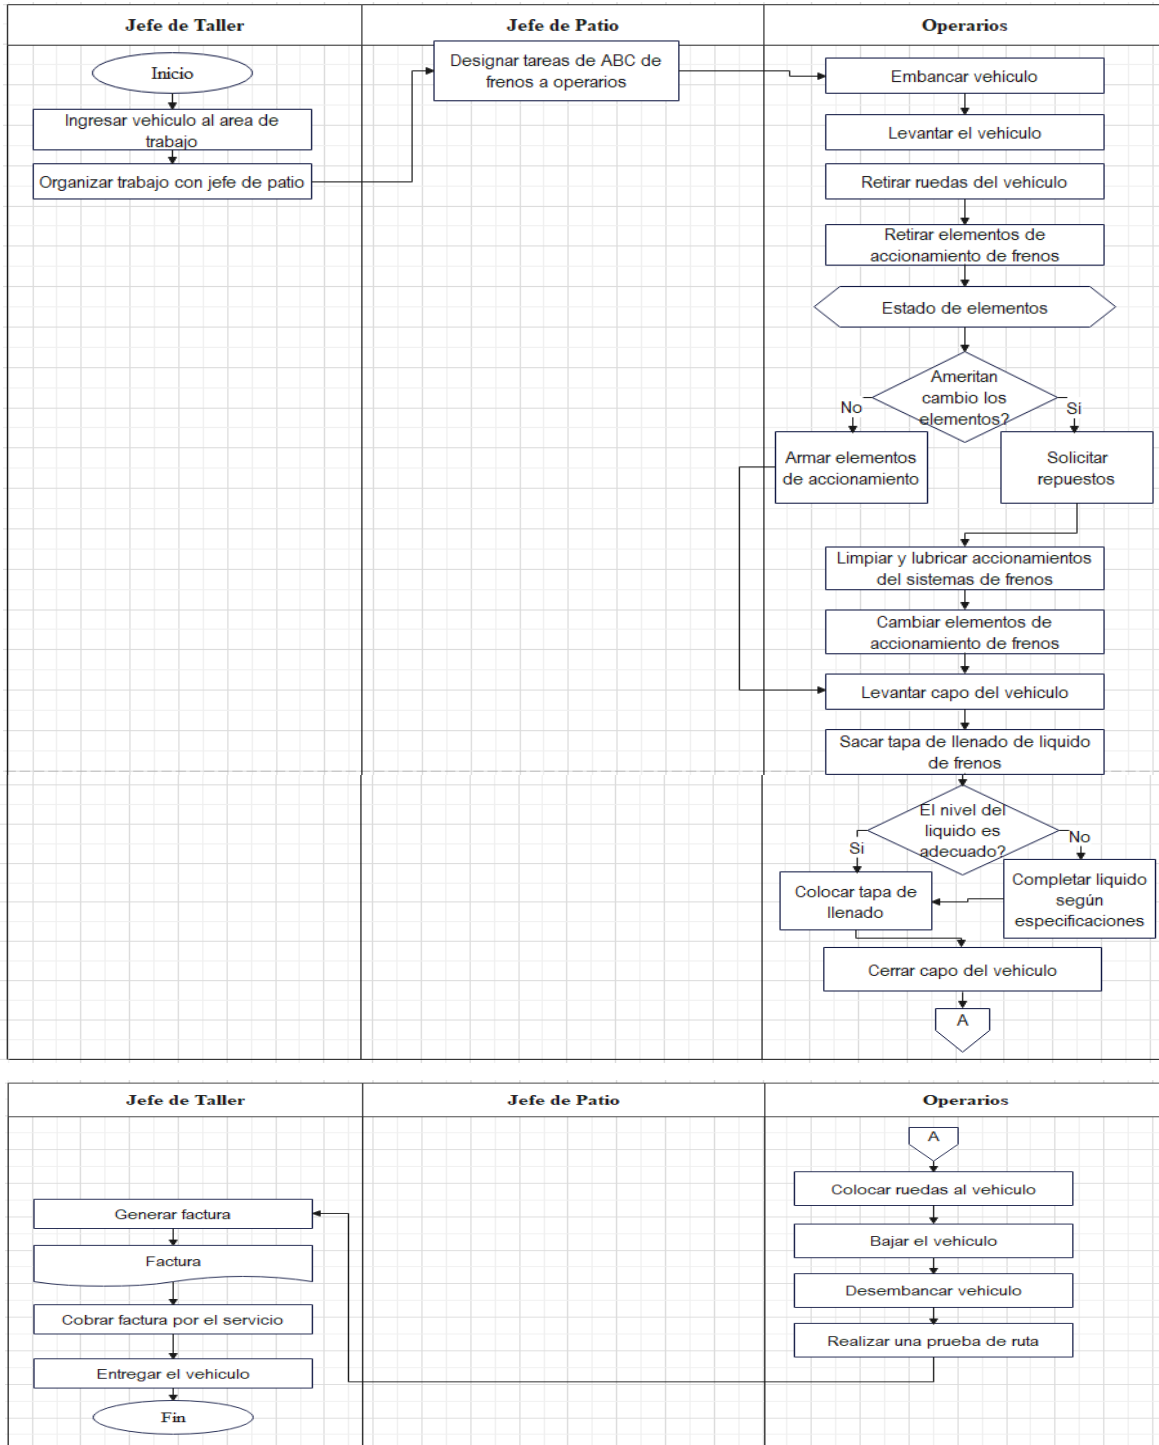 Jefe de Taller
Jefe de Patio
Operarios
Inicio
Ingresar vehiculo al area de
trabajo
Organizar trabajo con jefe de patio
Designar tareas de ABC de
frenos a operarios
Embancar vehiculo
Levantar el vehiculo
Retirar ruedas del vehiculo
Retirar elementos de
accionamiento de frenos
Estado de elementos
Ameritan
cambio los
elementos?
No
Si
Armar elementos
de accionamiento
Solicitar
repuestos
Limpiar y lubricar accionamientos
del sistemas de frenos
Cambiar elementos de
accionamiento de frenos
Levantar capo del vehiculo
Sacar tapa de llenado de liquido
de frenos
El nivel del
liquido es
adecuado?
Si
No
Colocar tapa de
llenado
Completar liquido
según
especificaciones
Cerrar capo del vehiculo
A
Jefe de Taller
Jefe de Patio
Operarios
A
Colocar ruedas al vehiculo
Bajar el vehiculo
Desembancar vehiculo
Realizar una prueba de ruta
Generar factura
Factura
Cobrar factura por el servicio
Entregar el vehiculo
Fin